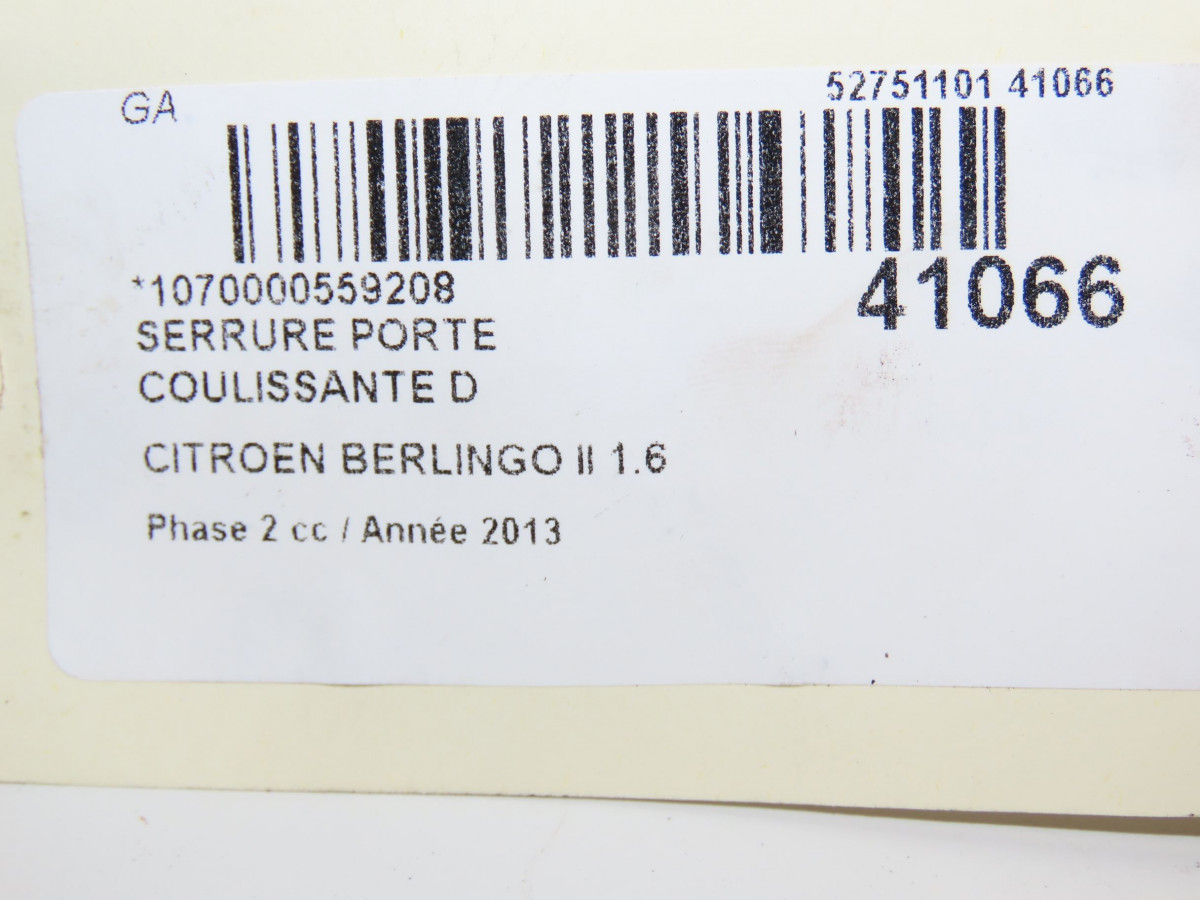 GA
52751101 41066
*1070000559208
41066
SERRURE PORTE
COULISSANTE D
CITROEN BERLINGO II 1.6
Phase 2 cc / Année 2013